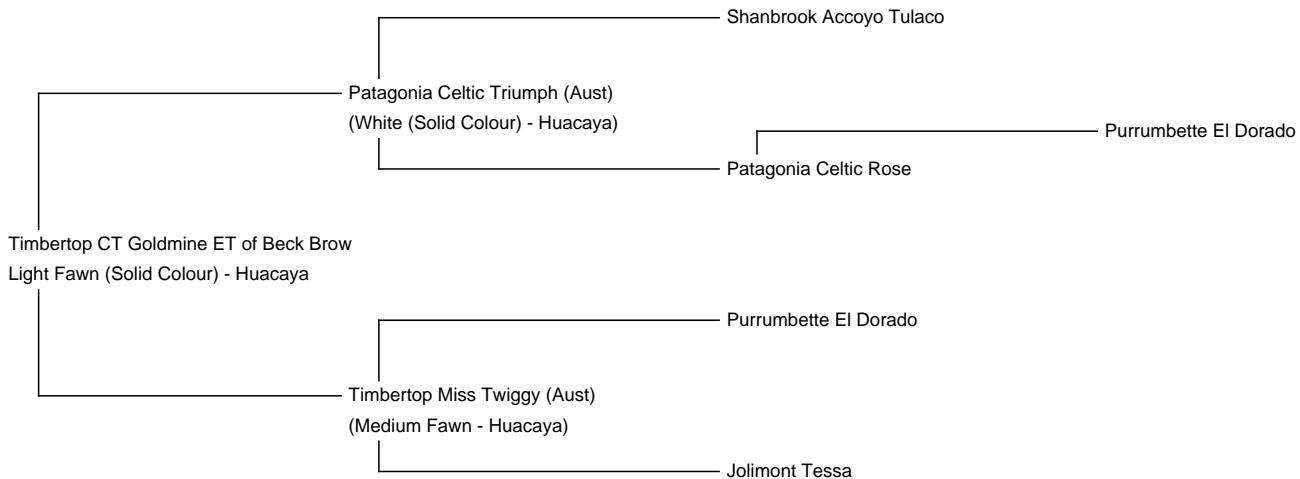 Shanbrook Accoyo Tulaco
Patagonia Celtic Triumph (Aust)
(White (Solid Colour) - Huacaya)
Purrumbette El Dorado
Patagonia Celtic Rose
Timbertop CT Goldmine ET of Beck Brow
Light Fawn (Solid Colour) - Huacaya
Purrumbette El Dorado
Timbertop Miss Twiggy (Aust)
(Medium Fawn - Huacaya)
Jolimont Tessa